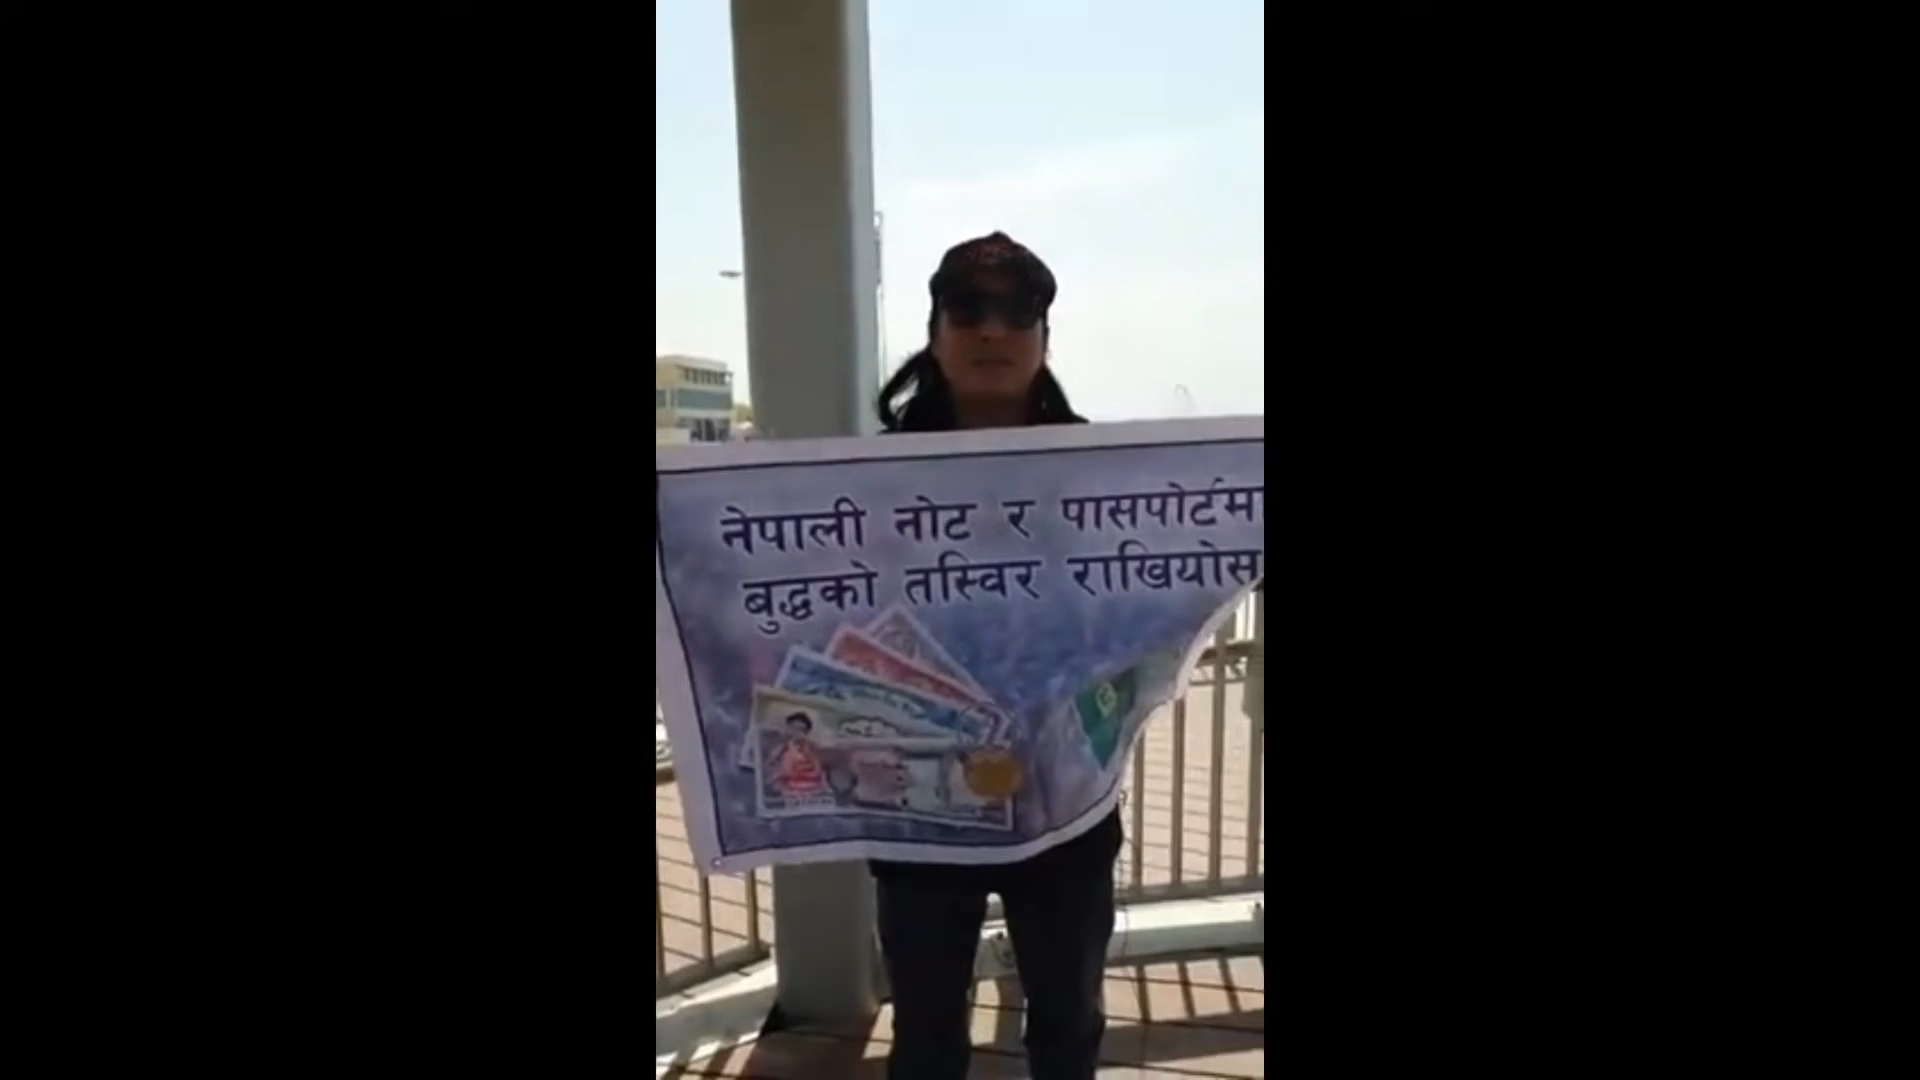 नेपाली नोट र पासपोर्टमा
बुद्धको तस्विर राखियोस